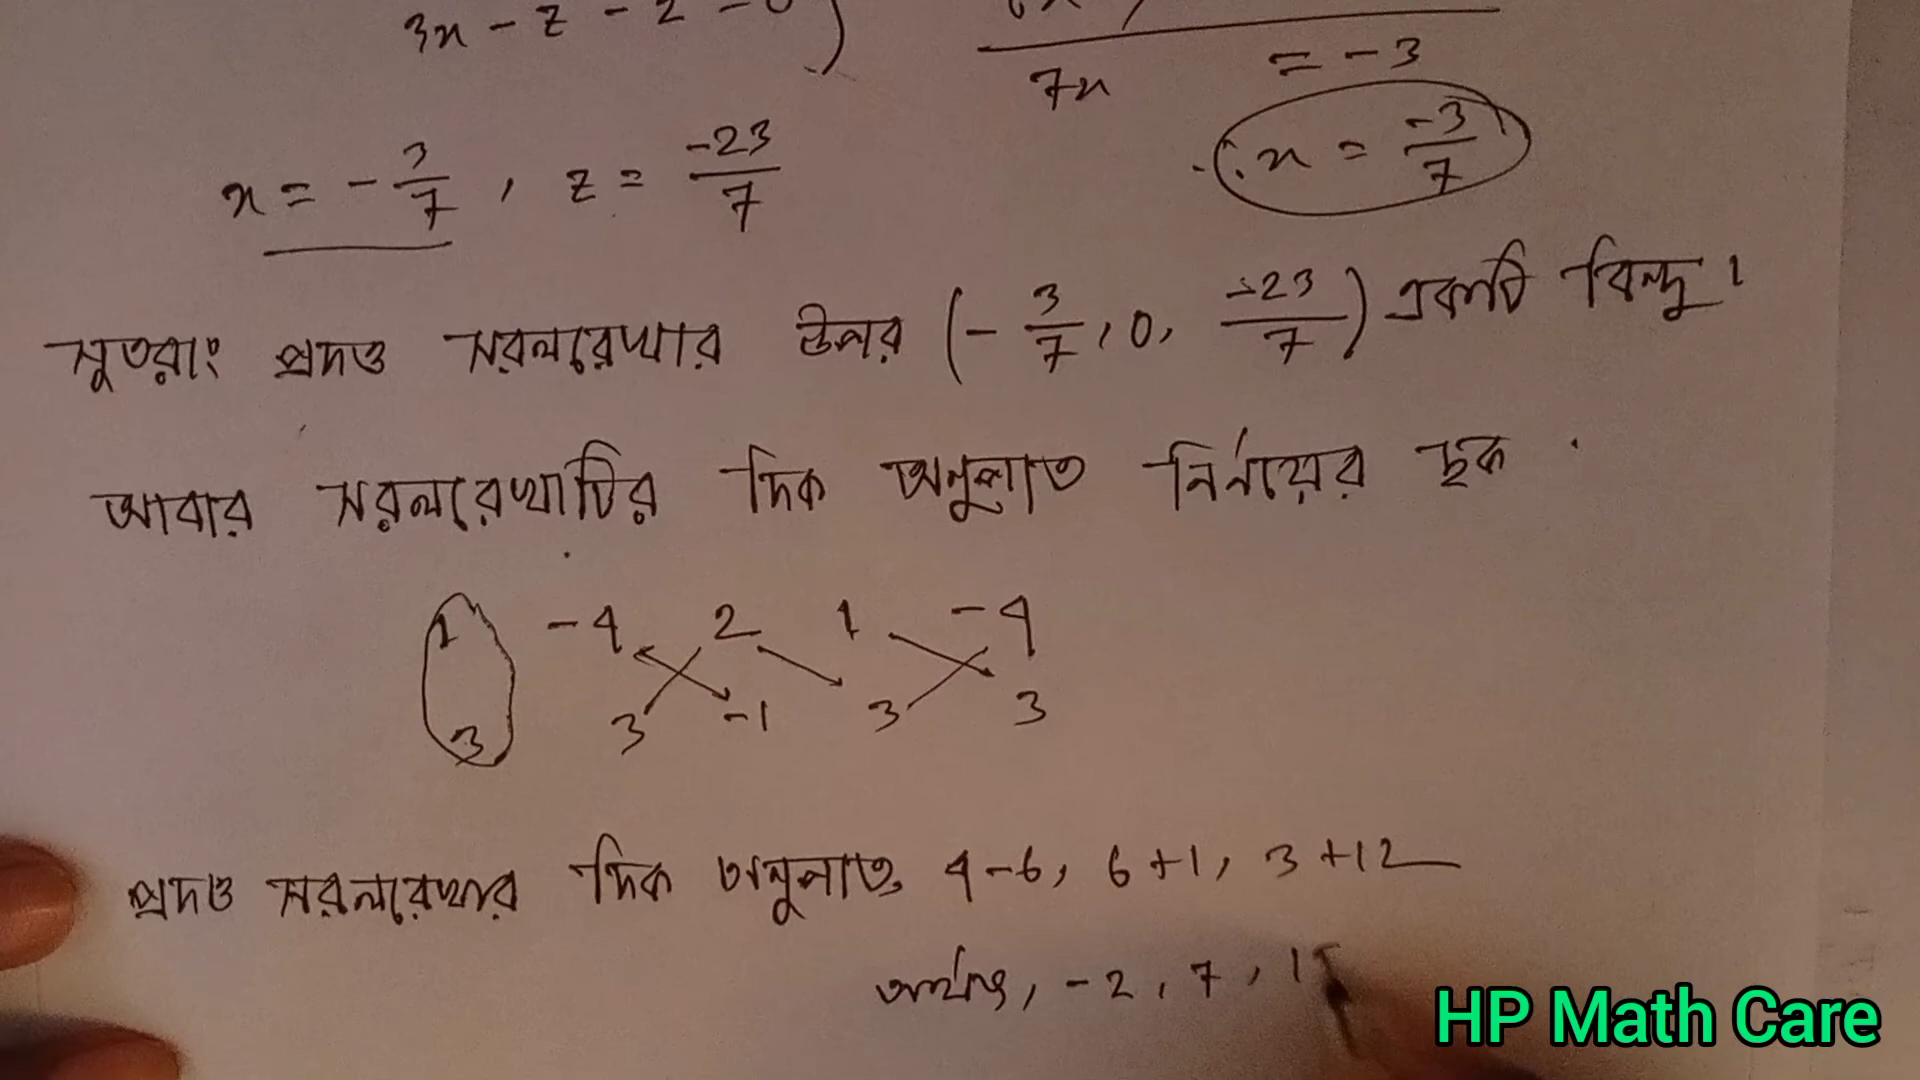 3x - z - 2 = 0 )
7x = -3
∴ x = -3/7
x = -3/7 , z = -23/7
সুতরাং প্রদত্ত সরলরেখার উপর (-3/7, 0, -23/7) একটি বিন্দু।
আবার সরলরেখাটির দিক অনুপাত নির্ণয়ের ছক
1 -4 2 1 -4
3 3 -1 3 3
প্রদত্ত সরলরেখার দিক অনুপাত, 4-6, 6+1, 3+12
অর্থাৎ, -2, 7, 15
HP Math Care